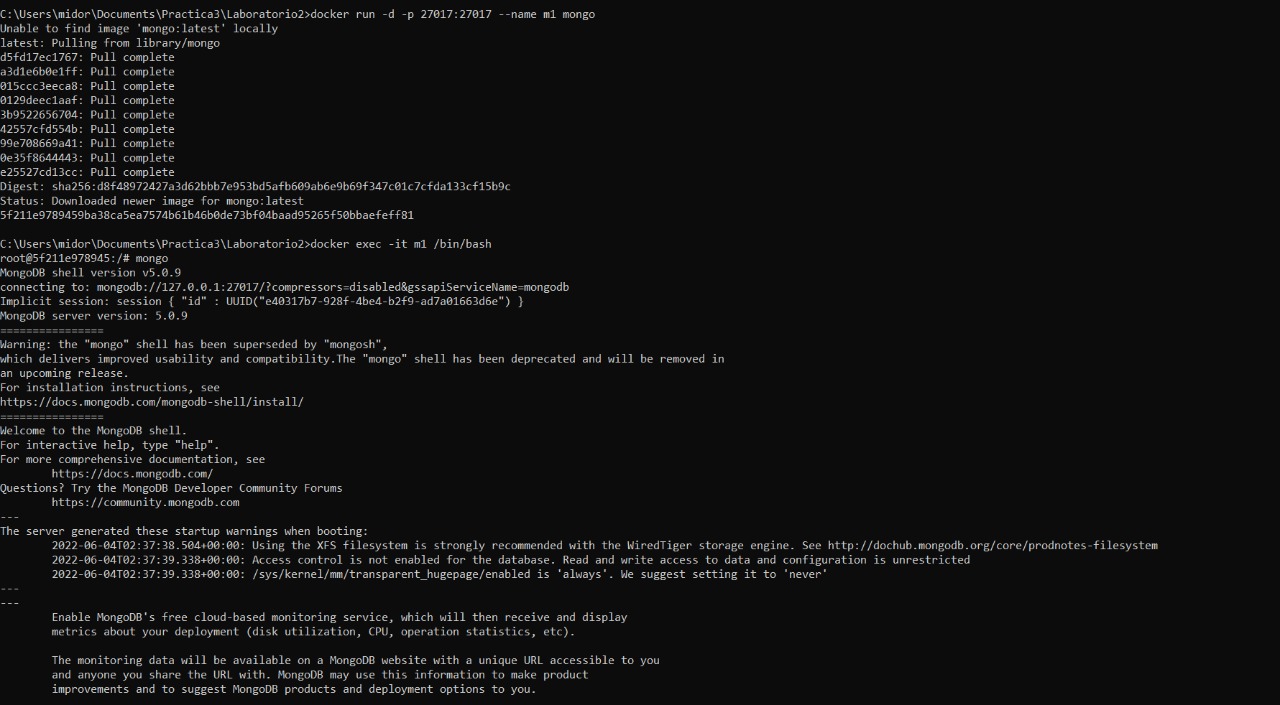 C:\Users\midor\Documents\Practica3\Laboratorio2>docker run -d -p 27017:27017 --name m1 mongo
Unable to find image 'mongo:latest' locally
latest: Pulling from library/mongo
d5fd17ec1767: Pull complete
a3d1e6b0e1ff: Pull complete
015ccc3eeca8: Pull complete
0129deec1aaf: Pull complete
3b9522656704: Pull complete
42557cfd554b: Pull complete
99e708669a41: Pull complete
0e35f8644443: Pull complete
e25527cd13cc: Pull complete
Digest: sha256:d8f48972427a3d62bbb7e953bd5afb609ab6e9b69f347c01c7cfda133cf15b9c
Status: Downloaded newer image for mongo:latest
5f211e9789459ba38ca5ea7574b61b46b0de73bf04baad95265f50bbaefeff81
C:\Users\midor\Documents\Practica3\Laboratorio2>docker exec -it m1 /bin/bash
root@5f211e978945:/# mongo
MongoDB shell version v5.0.9
connecting to: mongodb://127.0.0.1:27017/?compressors=disabled&gssapiServiceName=mongodb
Implicit session: session { "id" : UUID("e40317b7-928f-4be4-b2f9-ad7a01663d6e") }
MongoDB server version: 5.0.9
================
Warning: the "mongo" shell has been superseded by "mongosh",
which delivers improved usability and compatibility.The "mongo" shell has been deprecated and will be removed in
an upcoming release.
For installation instructions, see
https://docs.mongodb.com/mongodb-shell/install/
================
Welcome to the MongoDB shell.
For interactive help, type "help".
For more comprehensive documentation, see
https://docs.mongodb.com/
Questions? Try the MongoDB Developer Community Forums
https://community.mongodb.com
---
The server generated these startup warnings when booting:
2022-06-04T02:37:38.504+00:00: Using the XFS filesystem is strongly recommended with the WiredTiger storage engine. See http://dochub.mongodb.org/core/prodnotes-filesystem
2022-06-04T02:37:39.338+00:00: Access control is not enabled for the database. Read and write access to data and configuration is unrestricted
2022-06-04T02:37:39.338+00:00: /sys/kernel/mm/transparent_hugepage/enabled is 'always'. We suggest setting it to 'never'
---
---
Enable MongoDB's free cloud-based monitoring service, which will then receive and display
metrics about your deployment (disk utilization, CPU, operation statistics, etc).
The monitoring data will be available on a MongoDB website with a unique URL accessible to you
and anyone you share the URL with. MongoDB may use this information to make product
improvements and to suggest MongoDB products and deployment options to you.